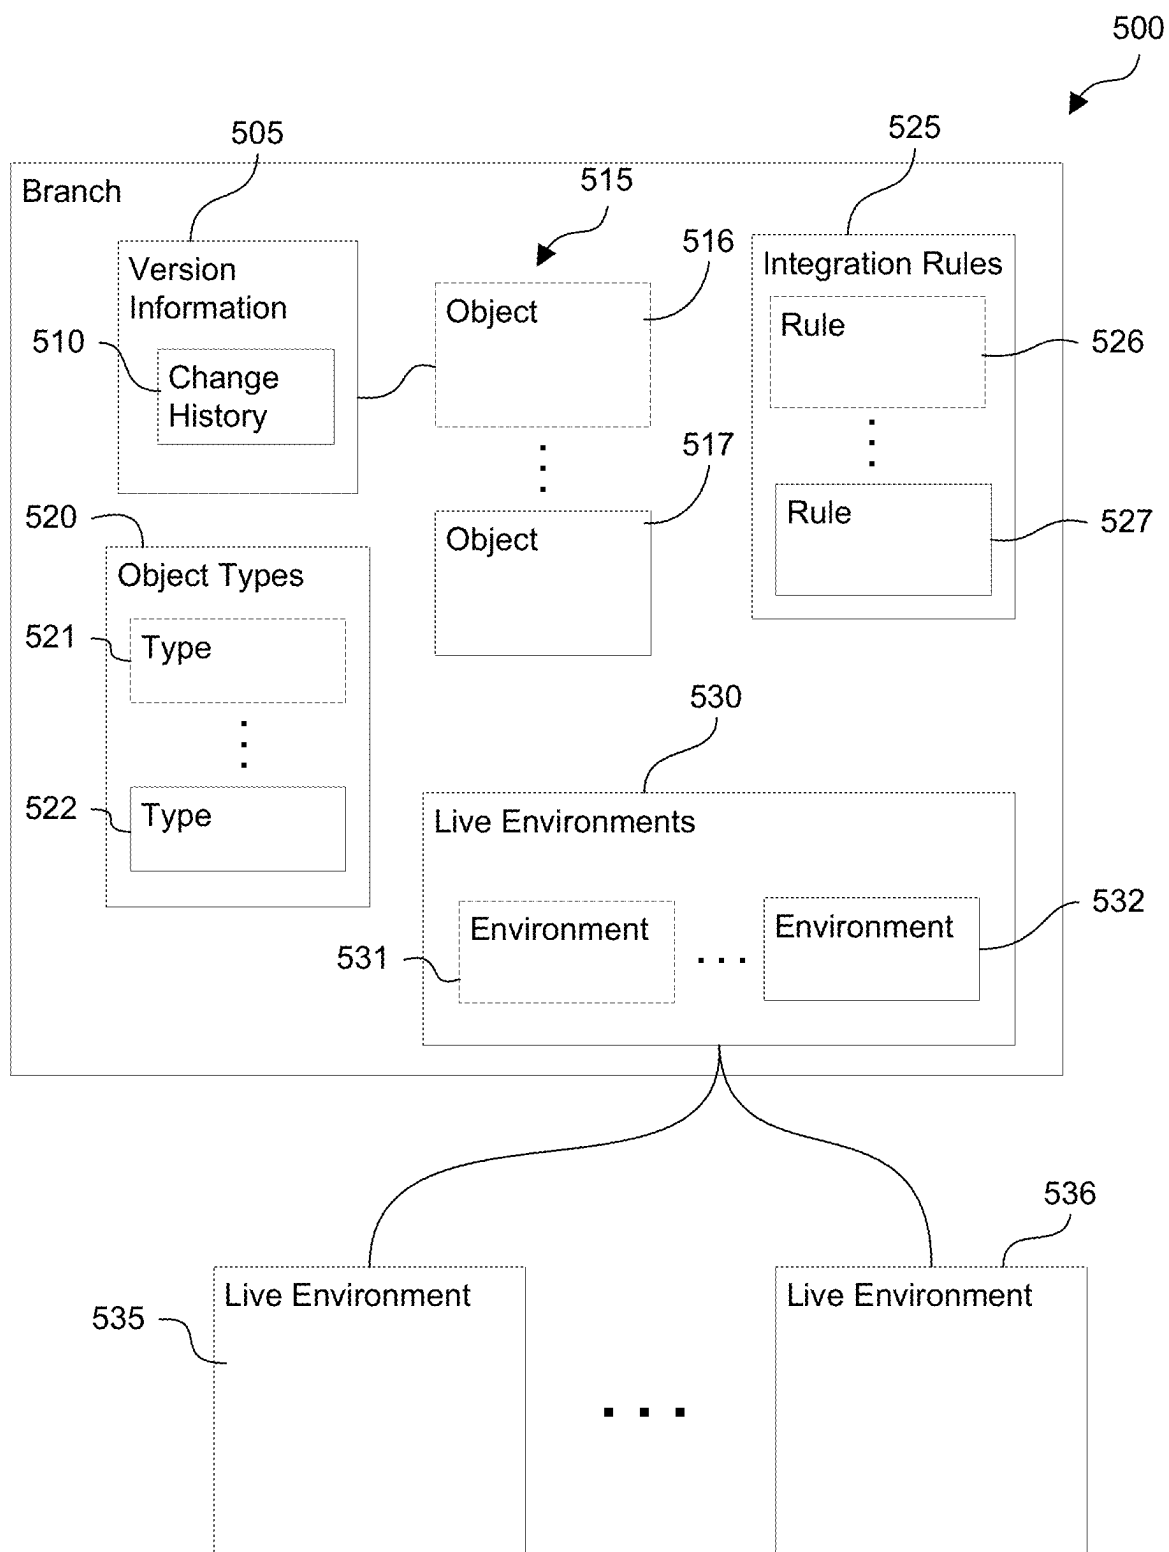 500
505
525
Branch
515
Version
Information
516
Integration Rules
Object
Rule
510
526
Change
History
517
520
Object
Rule
527
Object Types
521
Type
530
522
Type
Live Environments
532
Environment
Environment
531
536
Live Environment
Live Environment
535